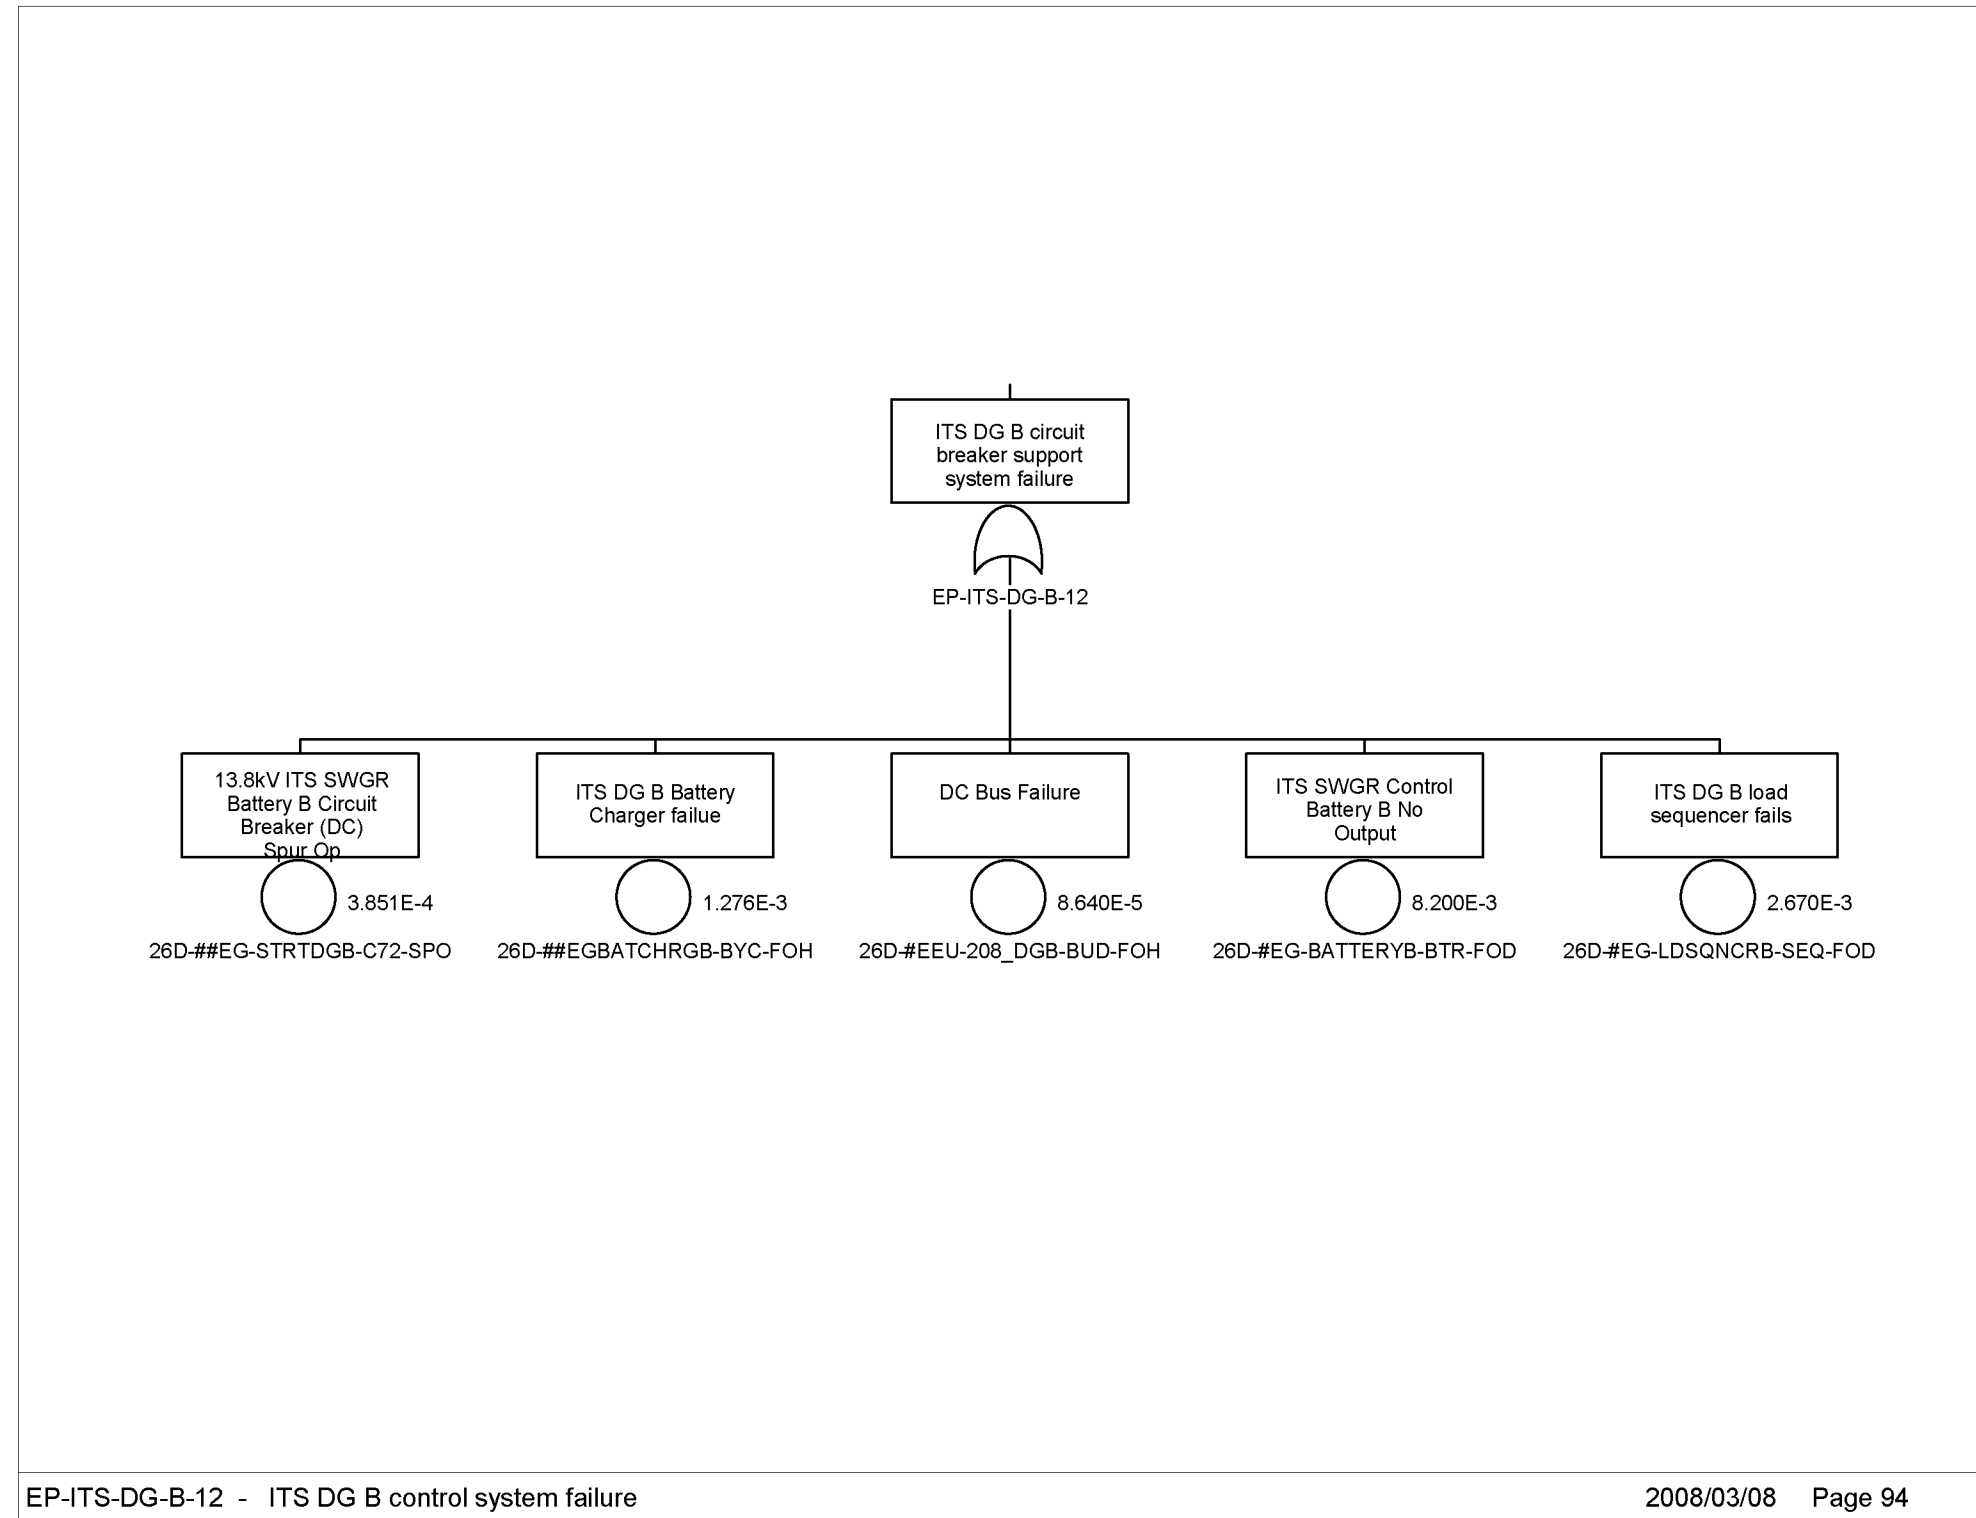 ITS DG B circuit
breaker support
system failure
EP-ITS-DG-B-12
13.8kV ITS SWGR
Battery B Circuit
Breaker (DC)
Spur Op
ITS DG B Battery
Charger failue
DC Bus Failure
ITS SWGR Control
Battery B No
Output
ITS DG B load
sequencer fails
3.851E-4
1.276E-3
8.640E-5
8.200E-3
2.670E-3
26D-##EG-STRTDGB-C72-SPO
26D-##EGBATCHRGB-BYC-FOH
26D-#EEU-208_DGB-BUD-FOH
26D-#EG-BATTERYB-BTR-FOD
26D-#EG-LDSQNCRB-SEQ-FOD
EP-ITS-DG-B-12 - ITS DG B control system failure
2008/03/08 Page 94